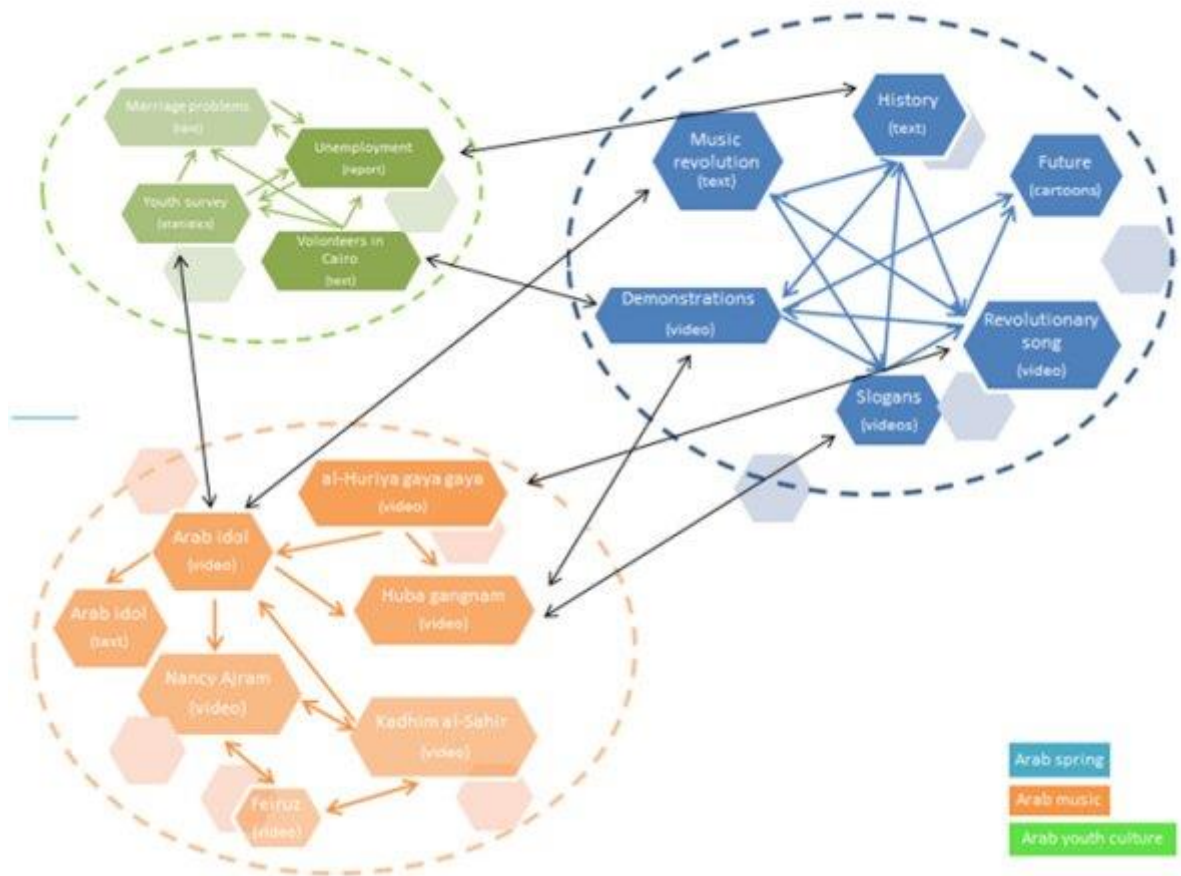 Marriage problems
(text)
Unemployment
(report)
Youth survey
(statistics)
Volonteers in
Cairo
(text)
History
(text)
Music
revolution
(text)
Future
(cartoons)
Demonstrations
(video)
Revolutionary
song
(video)
Slogans
(videos)
al-Huriya gaya gaya
(video)
Arab idol
(video)
Huba gangnam
(video)
Arab idol
(text)
Nancy Ajram
(video)
Kadhim al-Sahir
(video)
Feiruz
(video)
Arab spring
Arab music
Arab youth culture